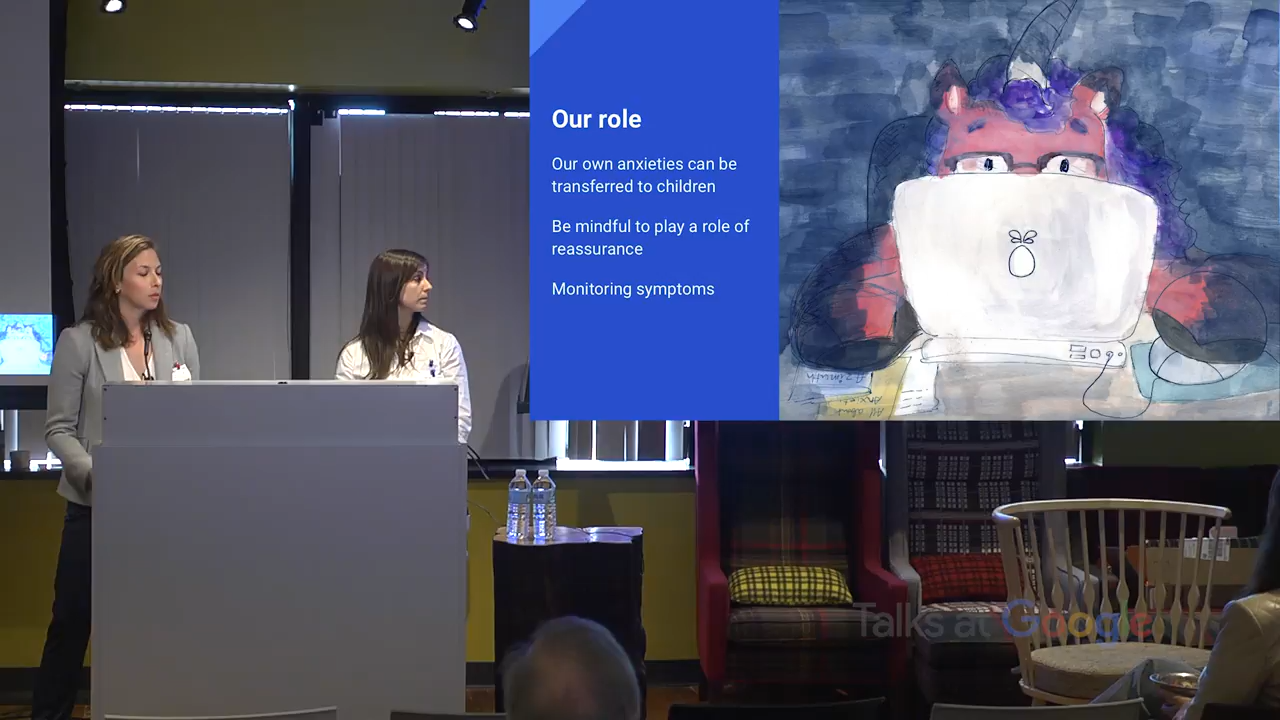 Our role
Our own anxieties can be
transferred to children
Be mindful to play a role of
reassurance
Monitoring symptoms
Talks at Google